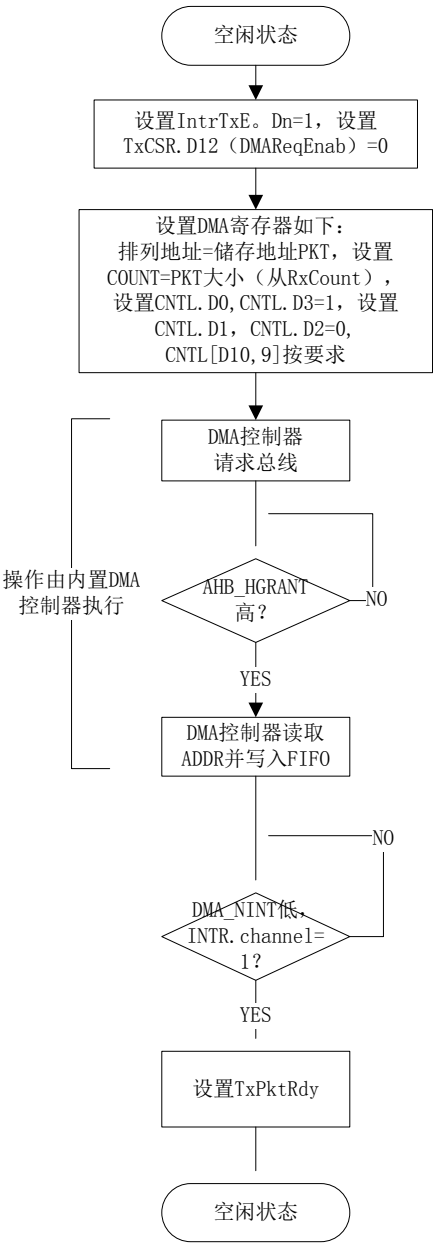 空闲状态
设置IntrTxE。Dn=1，设置
TxCSR.D12（DMAReqEnab）=0
设置DMA寄存器如下：
排列地址=储存地址PKT，设置
COUNT=PKT大小（从RxCount），
设置CNTL.D0,CNTL.D3=1，设置
CNTL.D1，CNTL.D2=0,
CNTL[D10,9]按要求
DMA控制器
请求总线
操作由内置DMA
控制器执行
AHB_HGRANT
高？
NO
YES
DMA控制器读取
ADDR并写入FIFO
NO
DMA_NINT低，
INTR.channel=
1？
YES
设置TxPktRdy
空闲状态